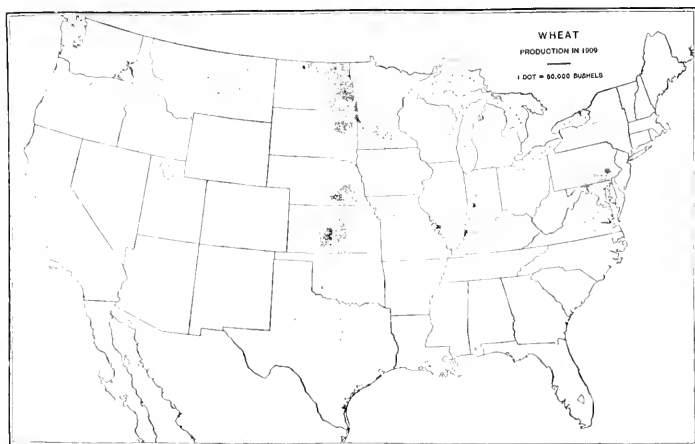 WHEAT
PRODUCTION IN 1909
1 DOT = 50,000 BUSHELS